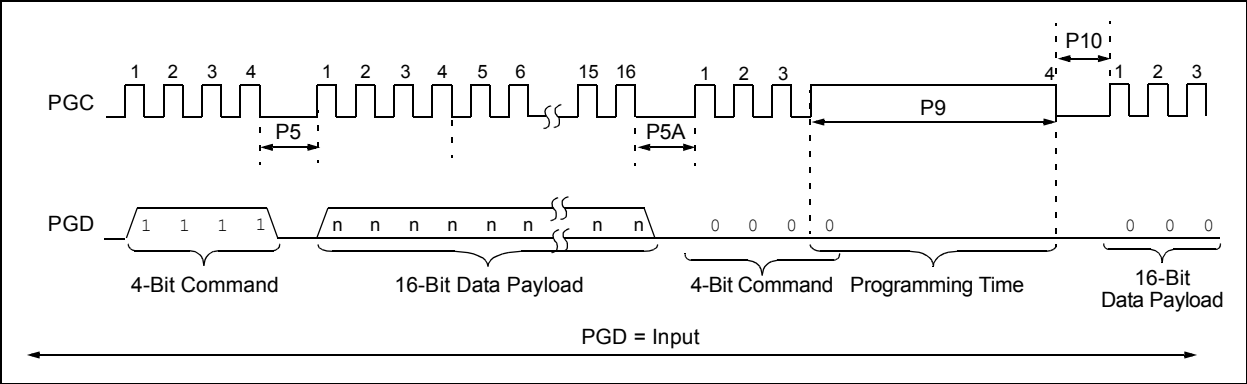 P10
1 2 3 4 1 2 3 4 5 6 15 16 1 2 3 4 1 2 3
PGC
P9
P5 P5A
PGD 1 1 1 1 n n n n n n n n 0 0 0 0 0 0 0
4-Bit Command 16-Bit Data Payload 4-Bit Command Programming Time 16-Bit
Data Payload
PGD = Input